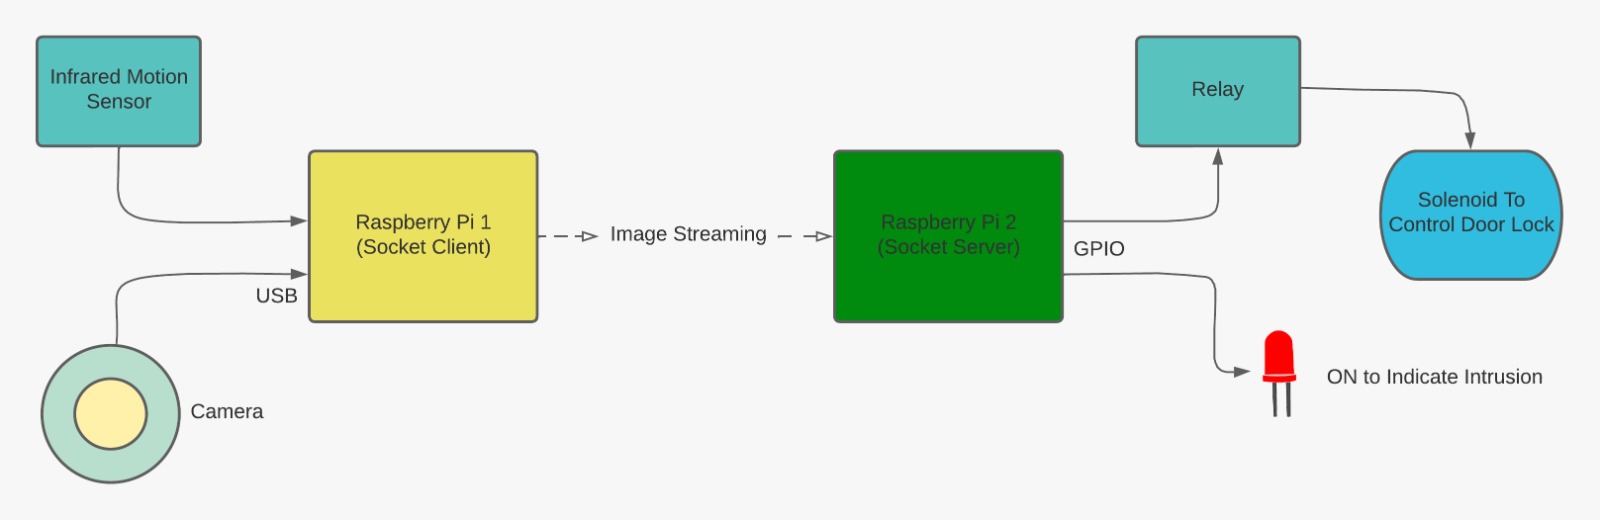 Infrared Motion
Sensor
Relay
Raspberry Pi 1
(Socket Client)
Image Streaming
Raspberry Pi 2
(Socket Server)
GPIO
Solenoid To
Control Door Lock
USB
Camera
ON to Indicate Intrusion